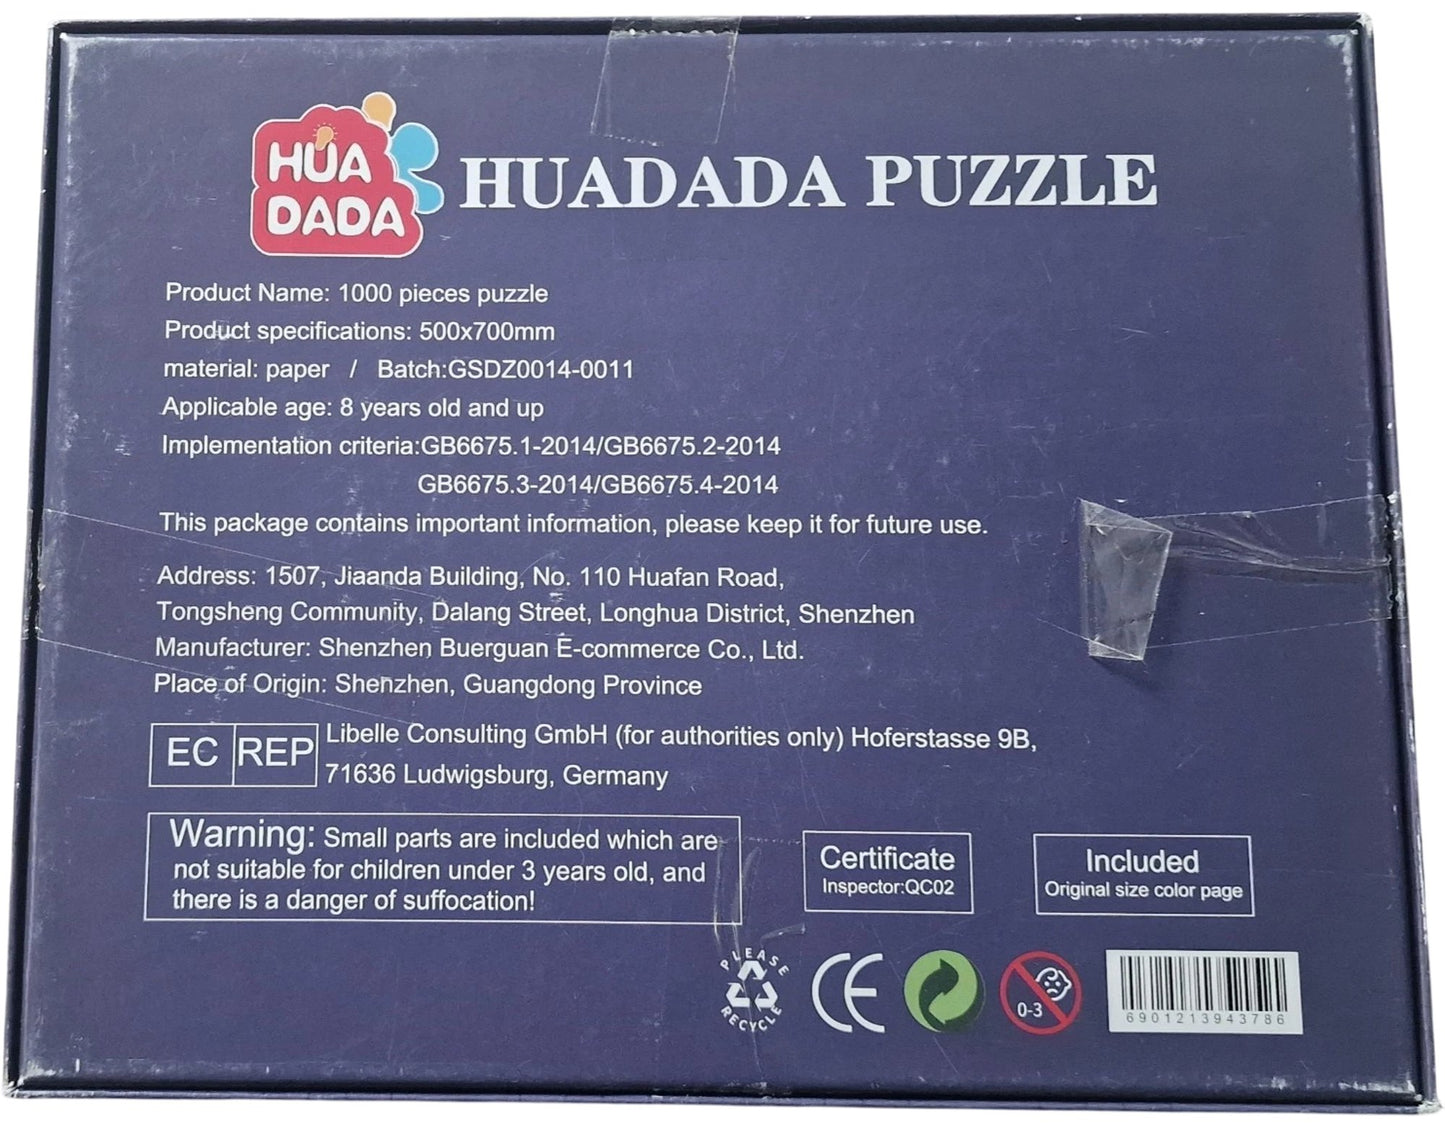 HUA
DADA
HUADADA PUZZLE
Product Name: 1000 pieces puzzle
Product specifications: 500x700mm
material: paper / Batch:GSDZ0014-0011
Applicable age: 8 years old and up
Implementation criteria:GB6675.1-2014/GB6675.2-2014
GB6675.3-2014/GB6675.4-2014
This package contains important information, please keep it for future use.
Address: 1507, Jiaanda Building, No. 110 Huafan Road,
Tongsheng Community, Dalang Street, Longhua District, Shenzhen
Manufacturer: Shenzhen Buerguan E-commerce Co., Ltd.
Place of Origin: Shenzhen, Guangdong Province
EC REP
Libelle Consulting GmbH (for authorities only) Hoferstasse 9B,
71636 Ludwigsburg, Germany
Warning: Small parts are included which are
not suitable for children under 3 years old, and
there is a danger of suffocation!
Certificate
Inspector:QC02
Included
Original size color page
PLEASE
RECYCLE
CE
0-3
6901213943786